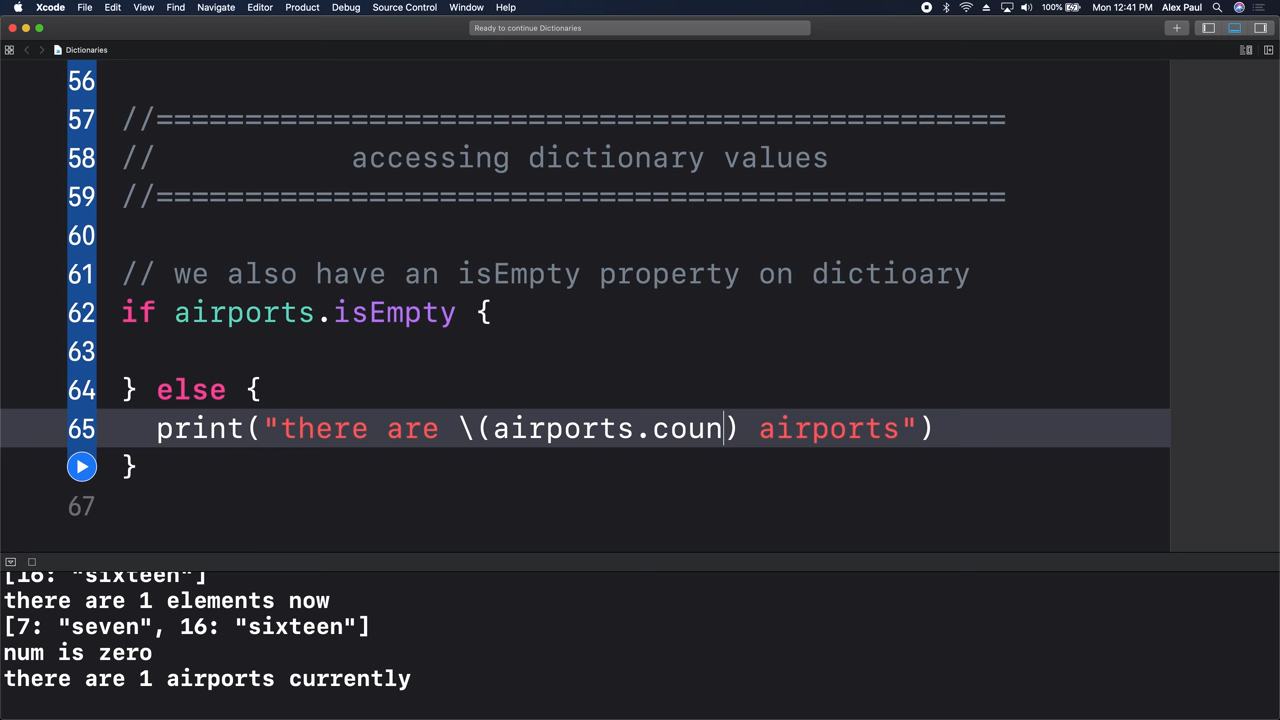 Xcode File Edit View Find Navigate Editor Product Debug Source Control Window Help 100% Mon 12:41 PM Alex Paul
Ready to continue Dictionaries
Dictionaries
56
57 //================================================
58 // accessing dictionary values
59 //================================================
60
61 // we also have an isEmpty property on dictioary
62 if airports.isEmpty {
63
64 } else {
65 print("there are \(airports.coun) airports")
}
67
[16: "sixteen"]
there are 1 elements now
[7: "seven", 16: "sixteen"]
num is zero
there are 1 airports currently